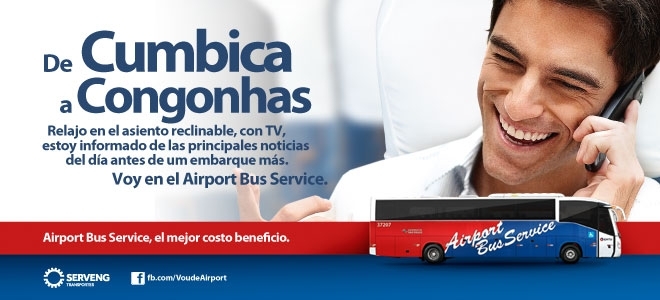 De Cumbica
a Congonhas
Relajo en el asiento reclinable, con TV,
estoy informado de las principales noticias
del día antes de um embarque más.
Voy en el Airport Bus Service.
37207
Airport
Bus Service
Airport Bus Service, el mejor costo beneficio.
SERVENG
TRANSPORTES
f fb.com/VoudeAirport